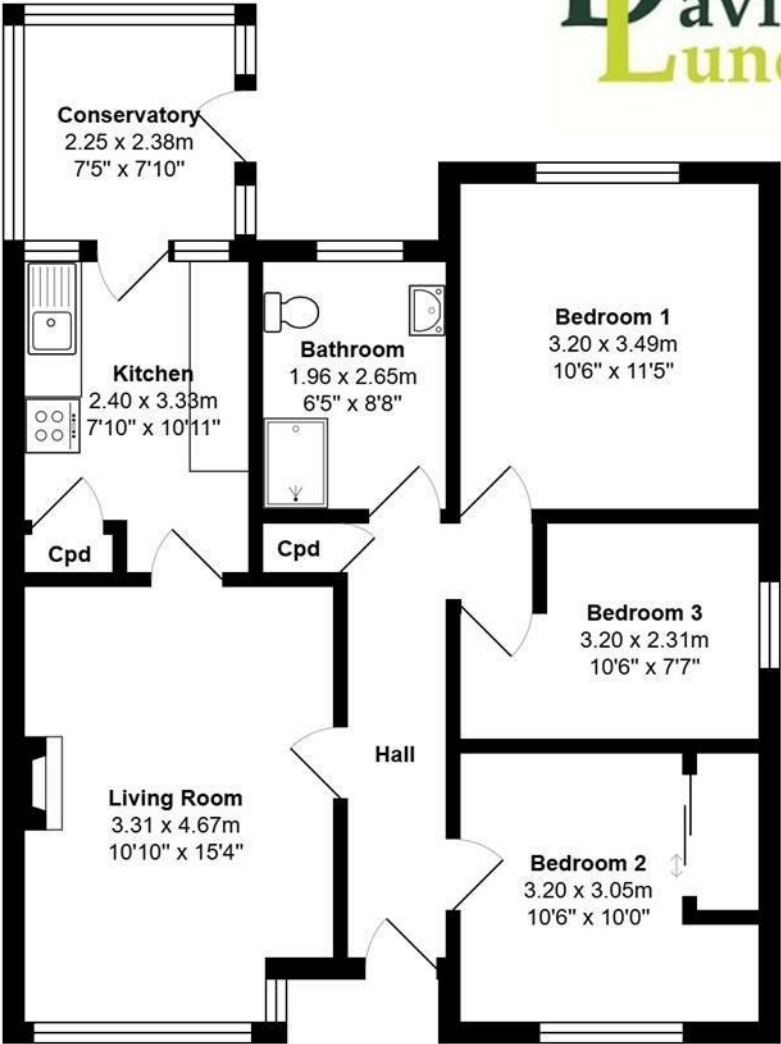 Conservatory
2.25 x 2.38m
7'5" x 7'10"
Kitchen
2.40 x 3.33m
7'10" x 10'11"
Bathroom
1.96 x 2.65m
6'5" x 8'8"
Bedroom 1
3.20 x 3.49m
10'6" x 11'5"
Cpd
Cpd
Bedroom 3
3.20 x 2.31m
10'6" x 7'7"
Hall
Living Room
3.31 x 4.67m
10'10" x 15'4"
Bedroom 2
3.20 x 3.05m
10'6" x 10'0"